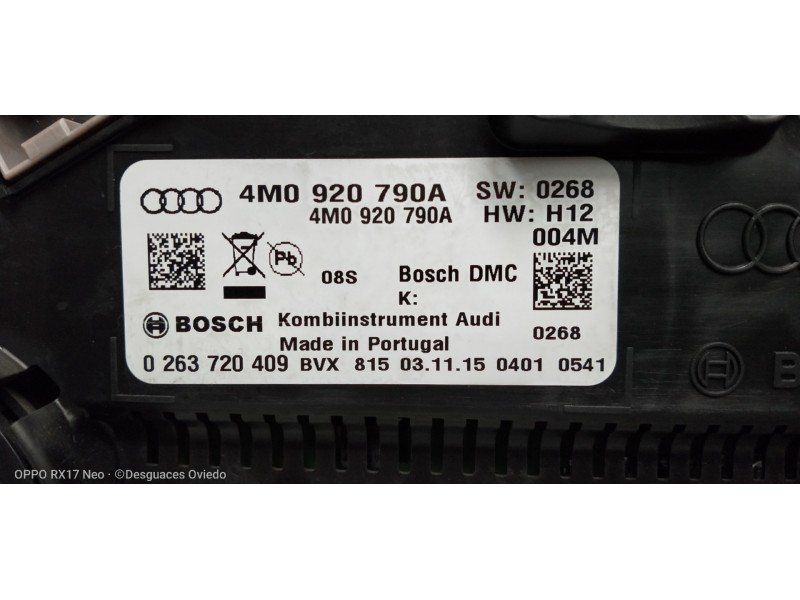 4M0 920 790A SW: 0268
4M0 920 790A HW: H12
004M
Pb
08S Bosch DMC
K:
BOSCH Kombiinstrument Audi 0268
Made in Portugal
0 263 720 409 BVX 815 03.11.15 0401 0541
B
OPPO RX17 Neo · ©Desguaces Oviedo